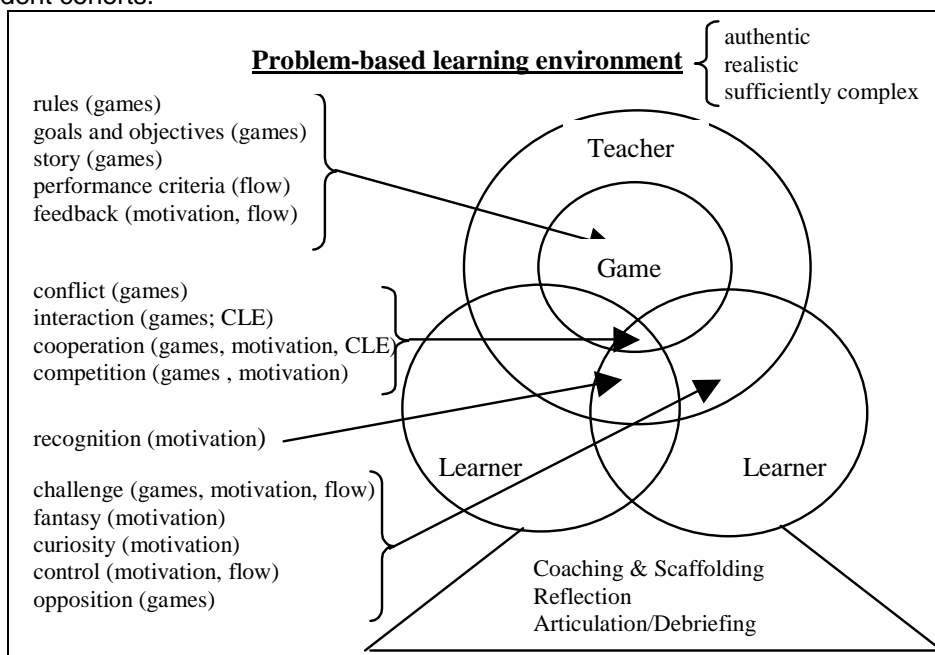 dent cohorts.
Problem-based learning environment
authentic
realistic
sufficiently complex
rules (games)
goals and objectives (games)
story (games)
performance criteria (flow)
feedback (motivation, flow)
Teacher
Game
conflict (games)
interaction (games; CLE)
cooperation (games, motivation, CLE)
competition (games , motivation)
recognition (motivation)
Learner
Learner
challenge (games, motivation, flow)
fantasy (motivation)
curiosity (motivation)
control (motivation, flow)
opposition (games)
Coaching & Scaffolding
Reflection
Articulation/Debriefing